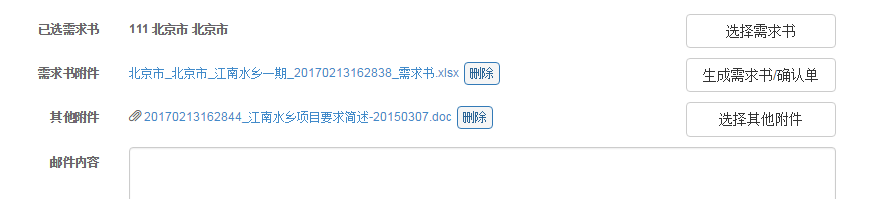 已选需求书 111 北京市 北京市 选择需求书
需求书附件 北京市_北京市_江南水乡一期_20170213162838_需求书.xlsx 删除 生成需求书/确认单
其他附件 20170213162844_江南水乡项目要求简述-20150307.doc 删除 选择其他附件
邮件内容